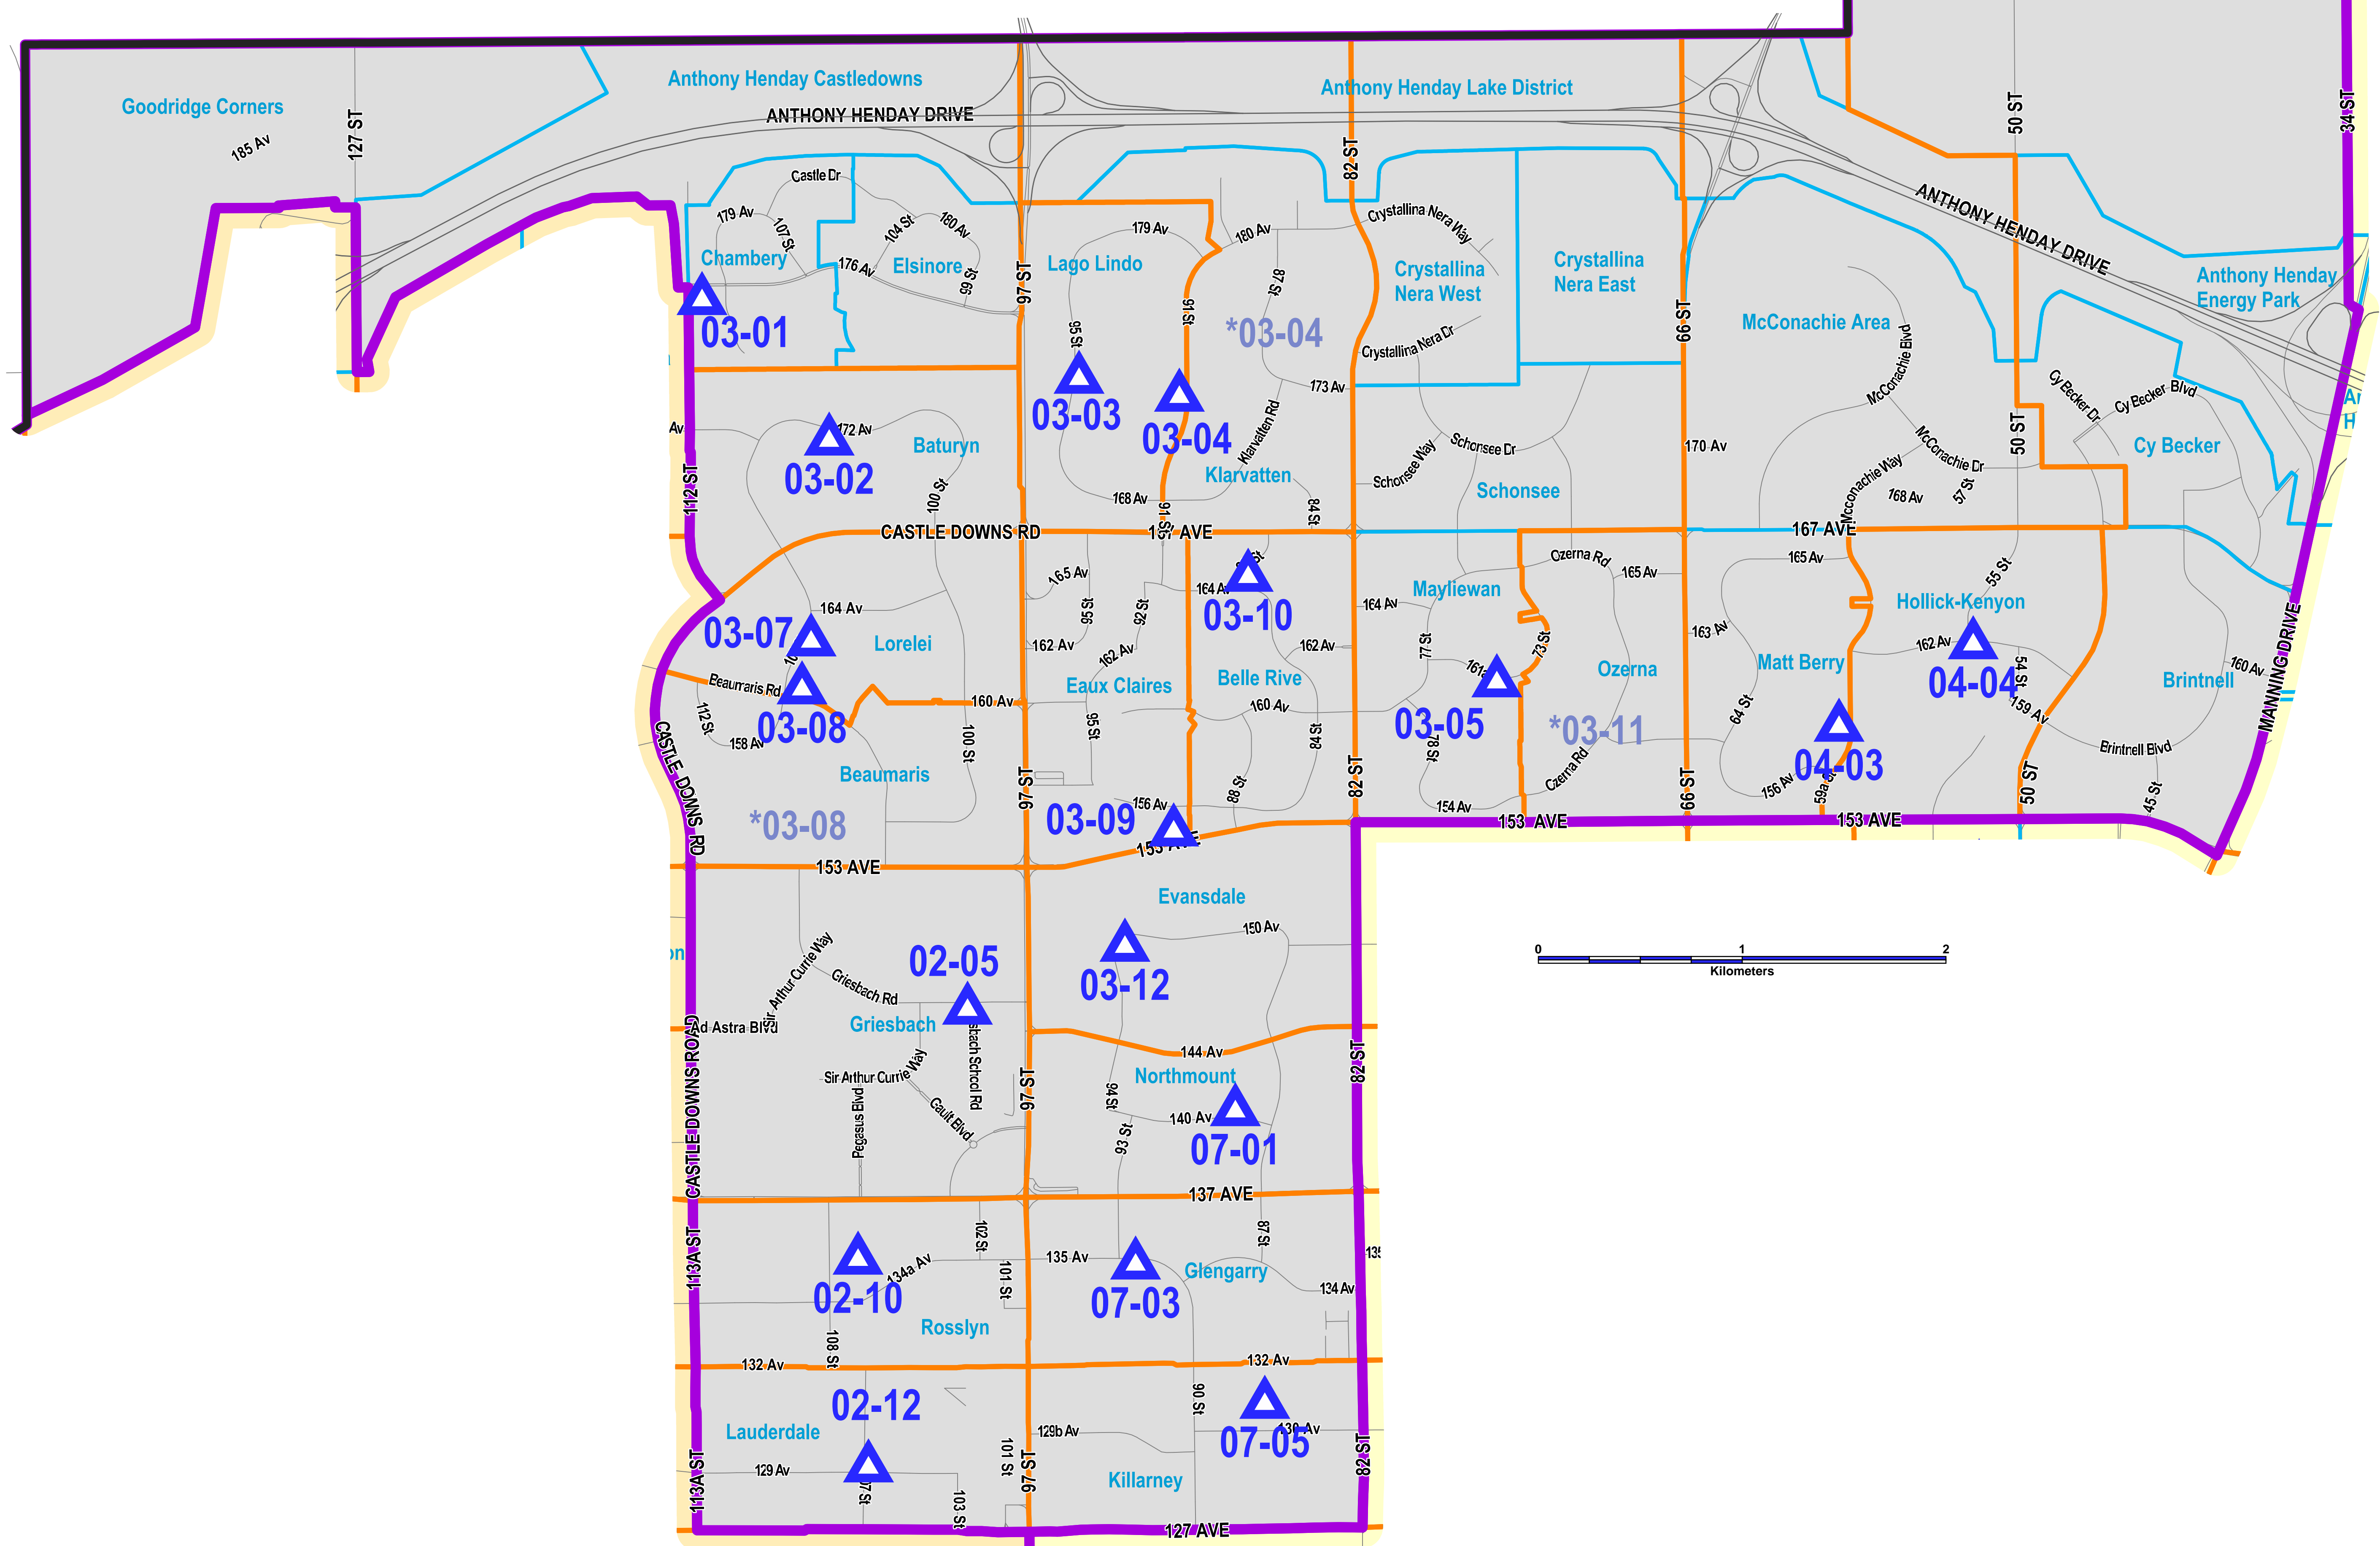 Anthony Henday Castledowns
Anthony Henday Lake District
Goodridge Corners
185 Av
127 ST
ANTHONY HENDAY DRIVE
82 ST
50 ST
34 ST
Castle Dr
179 Av
107 St
104 St
180 Av
Chambery
176 Av
Elsinore
99 St
97 ST
Lago Lindo
179 Av
180 Av
87 St
91 St
95 St
Crystallina Nera Way
Crystallina
Nera West
Crystallina
Nera East
Crystallina Nera Dr
69 ST
ANTHONY HENDAY DRIVE
Anthony Henday
Energy Park
McConachie Area
McConachie Blvd
McConachie Blvd
03-01
*03-04
03-03
03-04
173 Av
Klarvatten Rd
Klarvatten
Cy Becker Dr
Cy Becker Blvd
Cy Becker
50 ST
170 Av
McConachie Dr
Mcconachie Way
168 Av
57 St
Av
172 Av
Baturyn
03-02
112 ST
100 St
168 Av
91 St
84 St
Schonsee Way
Schonsee Dr
Schonsee
CASTLE DOWNS RD
167 AVE
167 AVE
165 Av
95 St
92 St
164 Av
03-10
164 Av
Mayliewan
Ozerna Rd
165 Av
165 Av
55 St
Hollick-Kenyon
164 Av
03-07
Lorelei
162 Av
162 Av
162 Av
77 St
161a
73 St
163 Av
162 Av
04-04
54 St
160 Av
MANNING DRIVE
Beaumaris Rd
112 St
158 Av
03-08
160 Av
Eaux Claires
Belle Rive
160 Av
95 St
84 St
88 St
03-05
78 St
Ozerna
*03-11
Ozerna Rd
154 Av
Matt Berry
64 St
156 Av
04-03
59a St
159 Av
Brintnell
Brintnell Blvd
45 St
50 ST
CASTLE DOWNS RD
Beaumaris
*03-08
100 St
97 ST
156 Av
03-09
153 AVE
82 ST
69 ST
153 AVE
153 AVE
153 AVE
Evansdale
150 Av
03-12
0
1
2
Kilometers
02-05
Sir Arthur Currie Way
Griesbach Rd
Griesbach
Ad Astra Blvd
CASTLE DOWNS ROAD
Sir Arthur Currie Way
Pegasus Blvd
Gault Blvd
sbach School Rd
97 ST
144 Av
Northmount
94 St
140 Av
93 St
07-01
82 ST
137 AVE
113A ST
102 St
134a Av
02-10
101 St
Rosslyn
108 St
135 Av
07-03
87 St
Glengarry
134 Av
132 Av
132 Av
02-12
Lauderdale
129 Av
113A ST
103 St
101 St
97 ST
129b Av
90 St
07-05
Killarney
82 ST
127 AVE